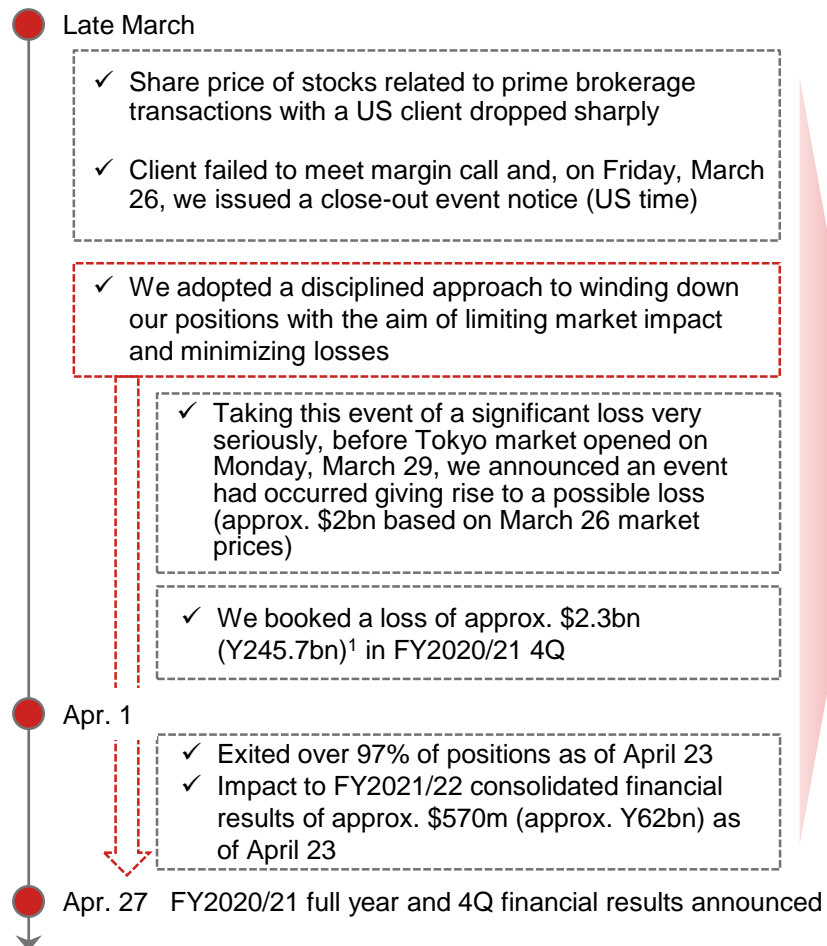 Late March
✓ Share price of stocks related to prime brokerage
transactions with a US client dropped sharply
✓ Client failed to meet margin call and, on Friday, March
26, we issued a close-out event notice (US time)
✓ We adopted a disciplined approach to winding down
our positions with the aim of limiting market impact
and minimizing losses
✓ Taking this event of a significant loss very
seriously, before Tokyo market opened on
Monday, March 29, we announced an event
had occurred giving rise to a possible loss
(approx. $2bn based on March 26 market
prices)
✓ We booked a loss of approx. $2.3bn
(Y245.7bn)¹ in FY2020/21 4Q
Apr. 1
✓ Exited over 97% of positions as of April 23
✓ Impact to FY2021/22 consolidated financial
results of approx. $570m (approx. Y62bn) as
of April 23
Apr. 27 FY2020/21 full year and 4Q financial results announced